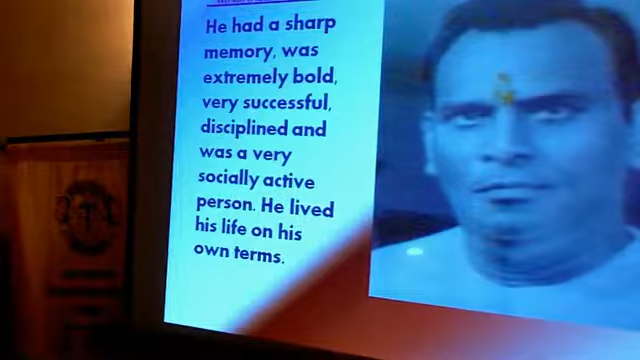 He had a sharp
memory, was
extremely bold,
very successful,
disciplined and
was a very
socially active
person. He lived
his life on his
own terms.